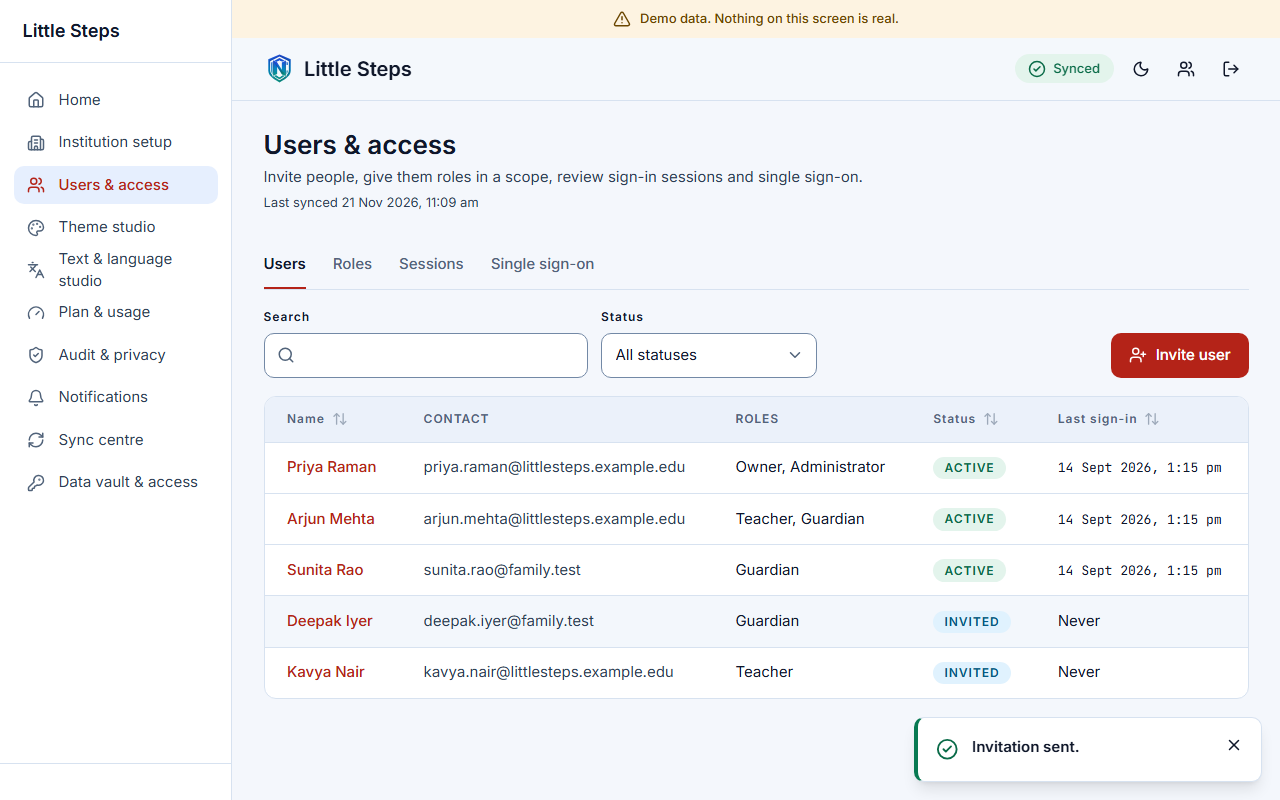 Little Steps
Home
Institution setup
Users & access
Theme studio
Text & language
studio
Plan & usage
Audit & privacy
Notifications
Sync centre
Data vault & access
Demo data. Nothing on this screen is real.
N
Little Steps
Synced
Users & access
Invite people, give them roles in a scope, review sign-in sessions and single sign-on.
Last synced 21 Nov 2026, 11:09 am
Users Roles Sessions Single sign-on
Search Status
All statuses
Invite user
Name CONTACT ROLES Status Last sign-in
Priya Raman priya.raman@littlesteps.example.edu Owner, Administrator ACTIVE 14 Sept 2026, 1:15 pm
Arjun Mehta arjun.mehta@littlesteps.example.edu Teacher, Guardian ACTIVE 14 Sept 2026, 1:15 pm
Sunita Rao sunita.rao@family.test Guardian ACTIVE 14 Sept 2026, 1:15 pm
Deepak Iyer deepak.iyer@family.test Guardian INVITED Never
Kavya Nair kavya.nair@littlesteps.example.edu Teacher INVITED Never
Invitation sent.